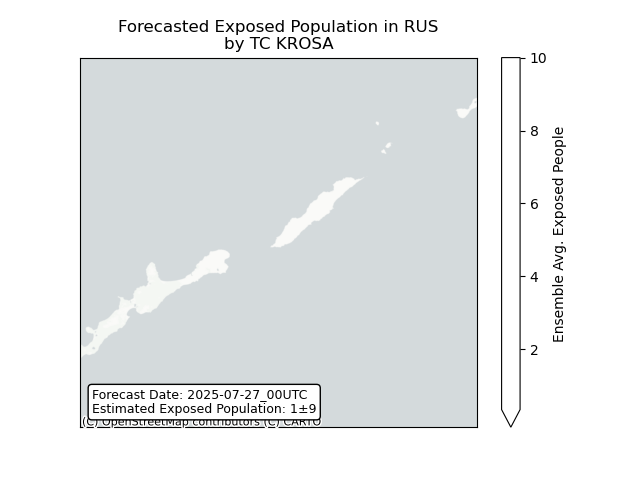 Forecasted Exposed Population in RUS
by TC KROSA
10
8
6
4
2
Ensemble Avg. Exposed People
Forecast Date: 2025-07-27_00UTC
Estimated Exposed Population: 1±9
(C) OpenStreetMap contributors (C) CARTO